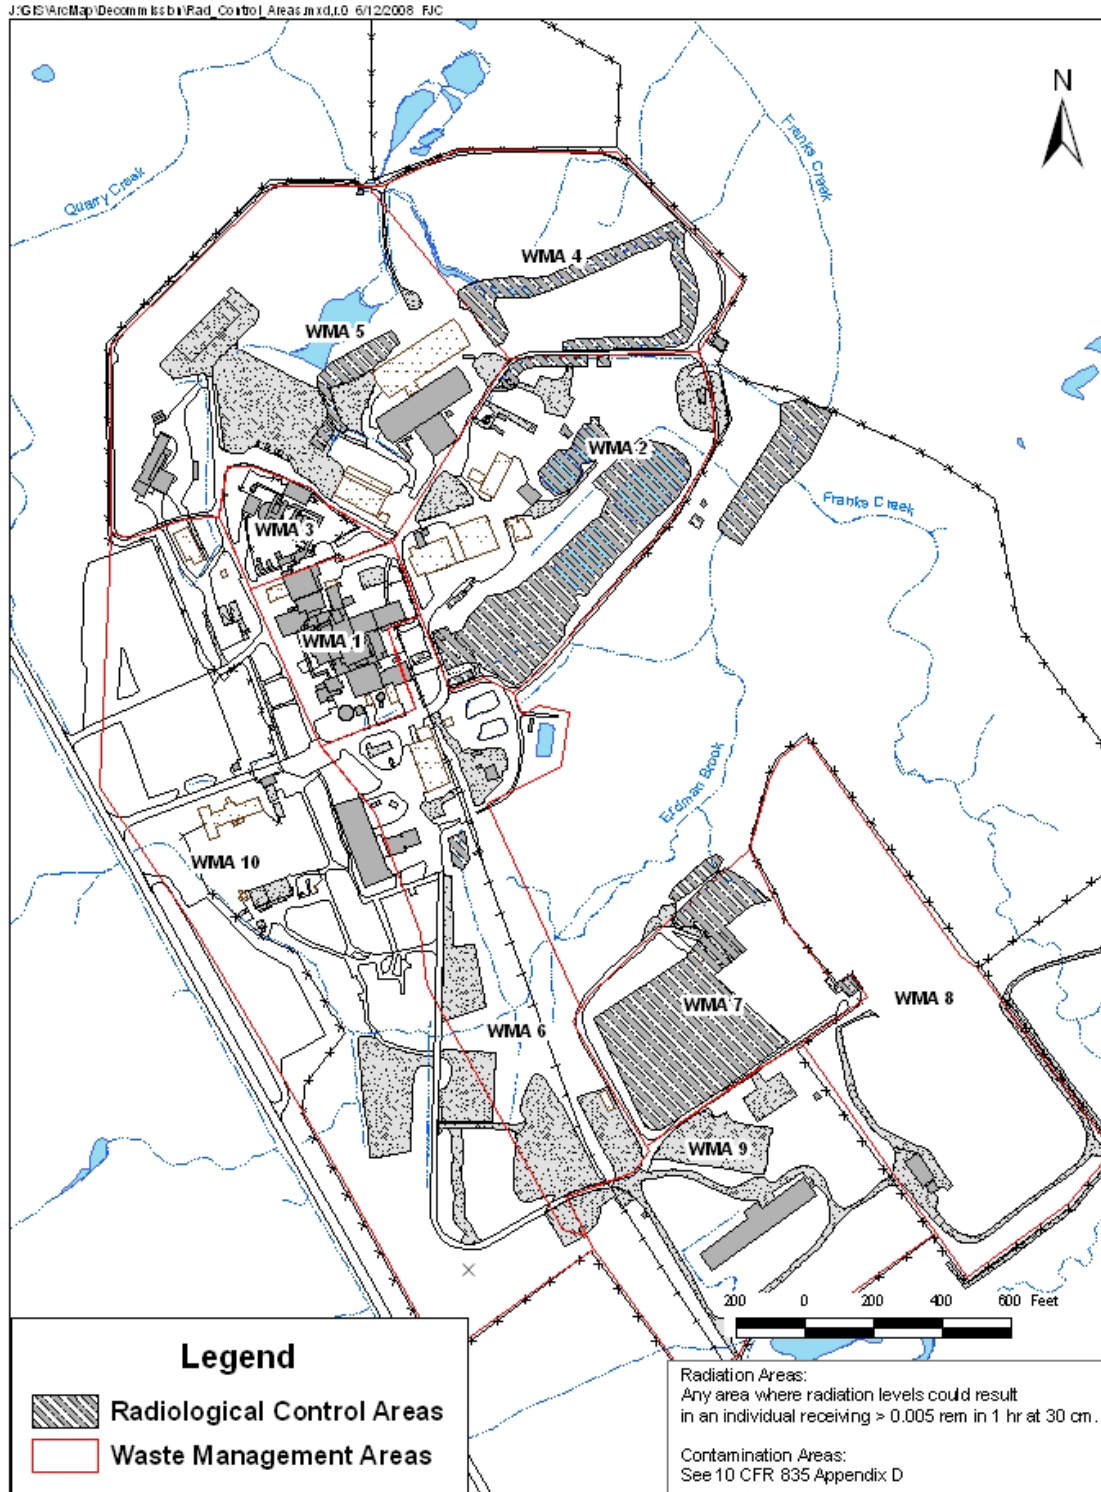 J:\GIS\ArcMap\Decommission\Rad_Control_Areas.mxd,r.0 6/12/2008 FJC
N
Franks Creek
Quarry Creek
WMA 4
WMA 5
WMA 2
Franks Creek
WMA 3
WMA 1
Erdman Brook
WMA 10
WMA 8
WMA 7
WMA 6
WMA 9
200 0 200 400 600 Feet
Legend
Radiological Control Areas
Waste Management Areas
Radiation Areas:
Any area where radiation levels could result
in an individual receiving > 0.005 rem in 1 hr at 30 cm.
Contamination Areas:
See 10 CFR 835 Appendix D